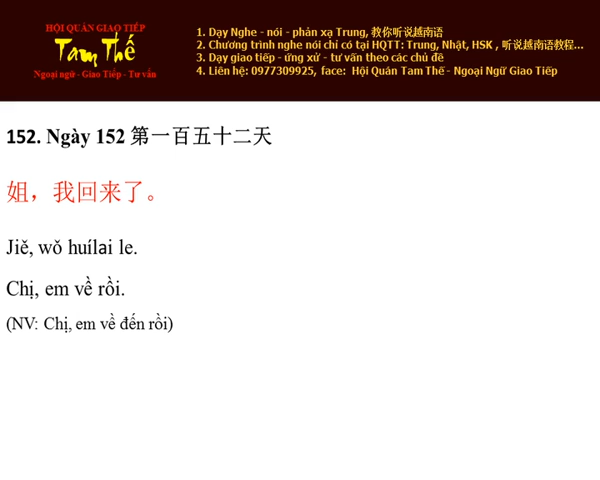 HỘI QUÁN GIAO TIẾP
Tam Thế
Ngoại ngữ - Giao Tiếp - Tư vấn
1. Dạy Nghe - nói - phản xạ Trung, 教你听说越南语
2. Chương trình nghe nói chỉ có tại HQTT: Trung, Nhật, HSK , 听说越南语教程...
3. Dạy giao tiếp - ứng xử - tư vấn theo các chủ đề
4. Liên hệ: 0977309925, face: Hội Quán Tam Thế - Ngoại Ngữ Giao Tiếp
152. Ngày 152 第一百五十二天
姐，我回来了。
Jiě, wǒ huílai le.
Chị, em về rồi.
(NV: Chị, em về đến rồi)